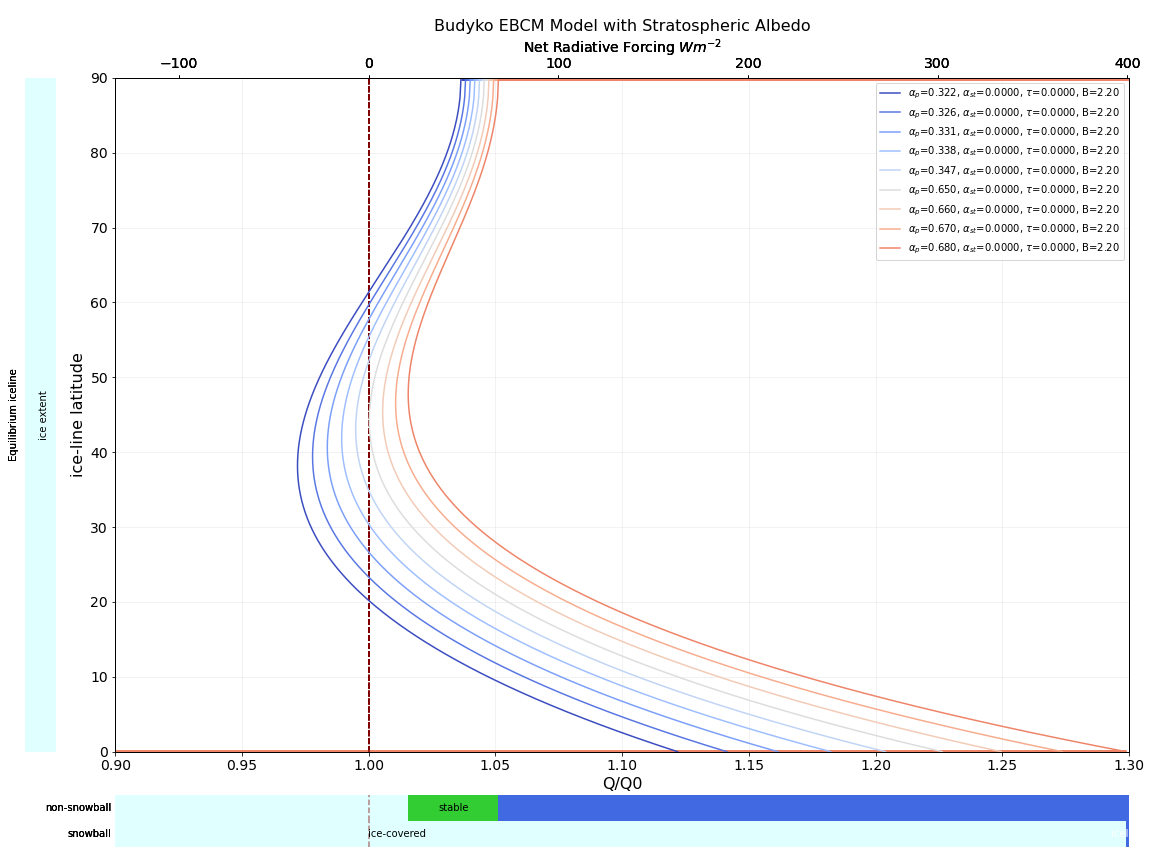 Budyko EBCM Model with Stratospheric Albedo
Net Radiative Forcing Wm⁻²
−100 0 100 200 300 400
90
80
70
60
50
40
30
20
10
0
Equilibrium iceline
ice extent
ice-line latitude
αₚ=0.322, αₛₜ=0.0000, τ=0.0000, B=2.20
αₚ=0.326, αₛₜ=0.0000, τ=0.0000, B=2.20
αₚ=0.331, αₛₜ=0.0000, τ=0.0000, B=2.20
αₚ=0.338, αₛₜ=0.0000, τ=0.0000, B=2.20
αₚ=0.347, αₛₜ=0.0000, τ=0.0000, B=2.20
αₚ=0.650, αₛₜ=0.0000, τ=0.0000, B=2.20
αₚ=0.660, αₛₜ=0.0000, τ=0.0000, B=2.20
αₚ=0.670, αₛₜ=0.0000, τ=0.0000, B=2.20
αₚ=0.680, αₛₜ=0.0000, τ=0.0000, B=2.20
0.90 0.95 1.00 1.05 1.10 1.15 1.20 1.25 1.30
Q/Q0
non-snowball
stable
snowball
ice-covered